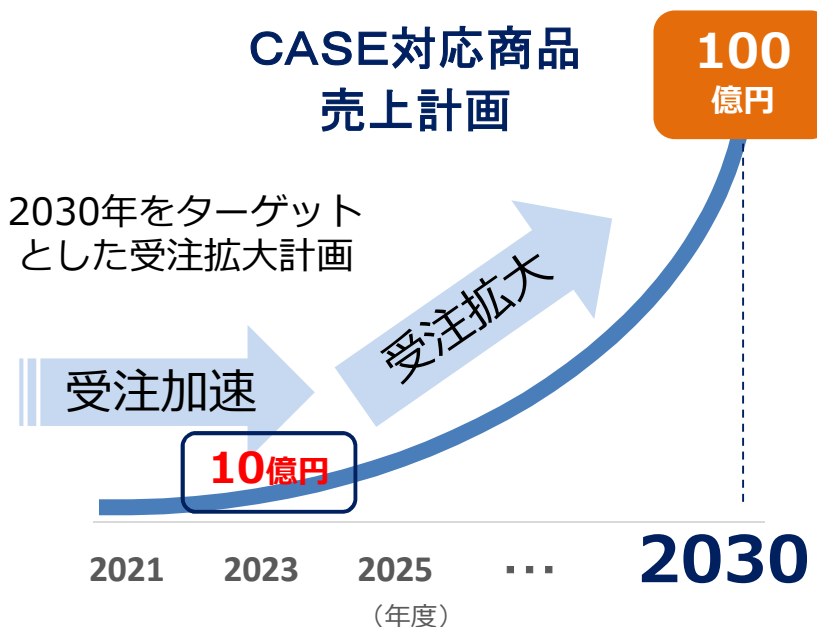 CASE対応商品
売上計画
100
億円
2030年をターゲット
とした受注拡大計画
受注拡大
受注加速
10億円
2021 2023 2025 ･･･ 2030
（年度）